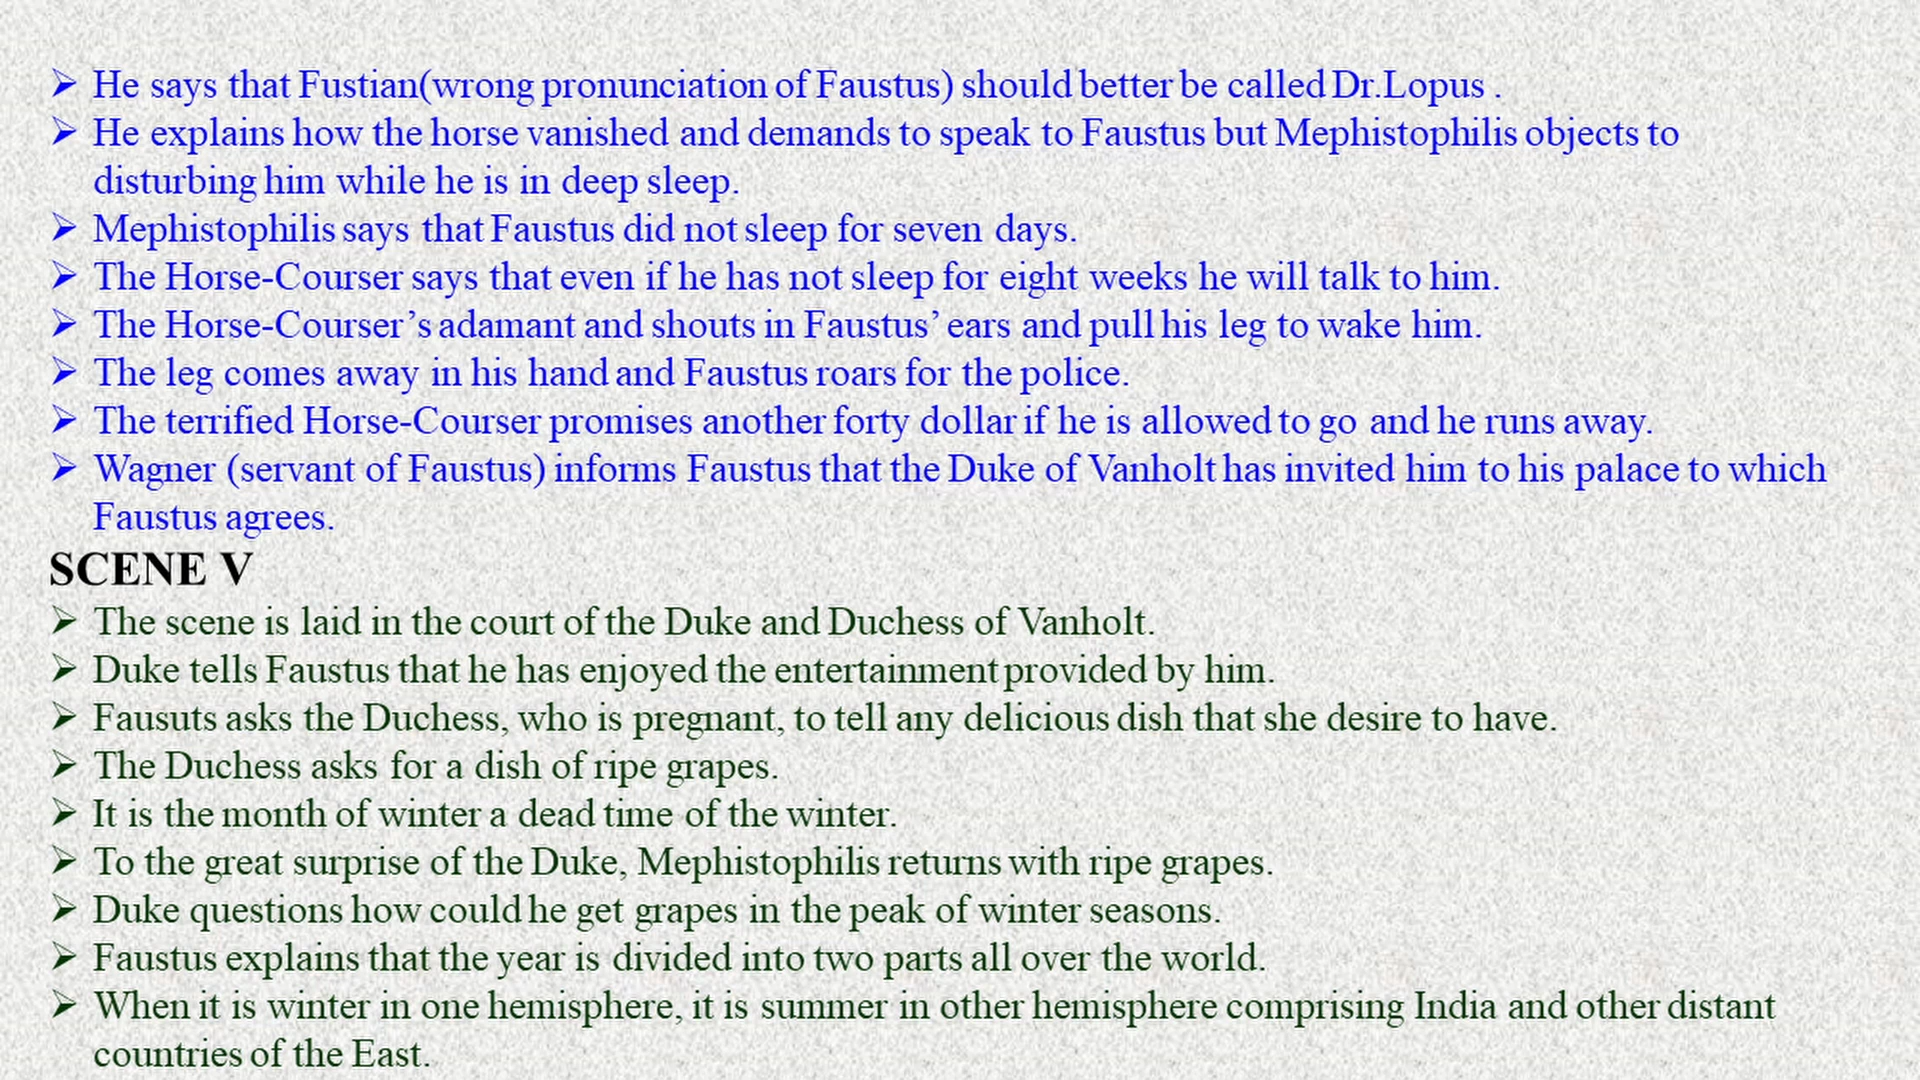 ➢ He says that Fustian(wrong pronunciation of Faustus) should better be called Dr.Lopus .
➢ He explains how the horse vanished and demands to speak to Faustus but Mephistophilis objects to
disturbing him while he is in deep sleep.
➢ Mephistophilis says that Faustus did not sleep for seven days.
➢ The Horse-Courser says that even if he has not sleep for eight weeks he will talk to him.
➢ The Horse-Courser’s adamant and shouts in Faustus’ ears and pull his leg to wake him.
➢ The leg comes away in his hand and Faustus roars for the police.
➢ The terrified Horse-Courser promises another forty dollar if he is allowed to go and he runs away.
➢ Wagner (servant of Faustus) informs Faustus that the Duke of Vanholt has invited him to his palace to which
Faustus agrees.
SCENE V
➢ The scene is laid in the court of the Duke and Duchess of Vanholt.
➢ Duke tells Faustus that he has enjoyed the entertainment provided by him.
➢ Fausuts asks the Duchess, who is pregnant, to tell any delicious dish that she desire to have.
➢ The Duchess asks for a dish of ripe grapes.
➢ It is the month of winter a dead time of the winter.
➢ To the great surprise of the Duke, Mephistophilis returns with ripe grapes.
➢ Duke questions how could he get grapes in the peak of winter seasons.
➢ Faustus explains that the year is divided into two parts all over the world.
➢ When it is winter in one hemisphere, it is summer in other hemisphere comprising India and other distant
countries of the East.